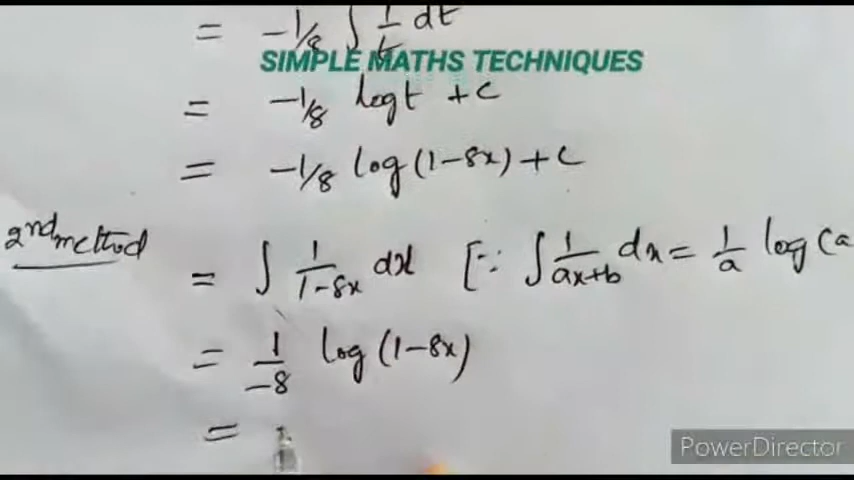 = -1/8 ∫ 1/t dt
SIMPLE MATHS TECHNIQUES
= -1/8 log t + c
= -1/8 log(1-8x) + c
2nd method
= ∫ 1/1-8x dx [∵ ∫ 1/ax+b dx = 1/a log (a
= 1/-8 log (1-8x)
=
PowerDirector